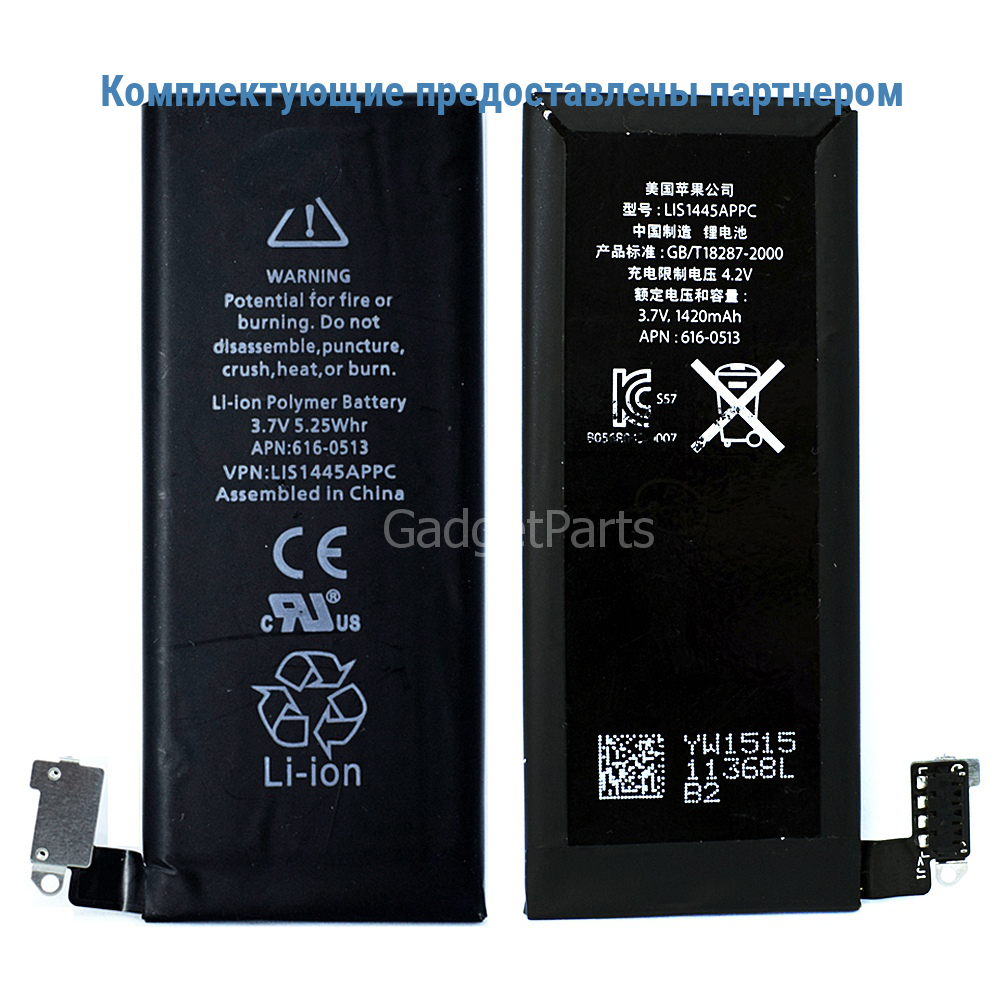 Комплектующие предоставлены партнером
WARNING
Potential for fire or
burning. Do not
disassemble,puncture,
crush,heat,or burn.
Li-ion Polymer Battery
3.7V 5.25Whr
APN:616-0513
VPN:LIS1445APPC
Assembled in China
CE
c RU ® US
Li-ion
美国苹果公司
型号 : LIS1445APPC
中国制造 锂电池
产品标准 : GB/T18287-2000
充电限制电压 4.2V
额定电压和容量 :
3.7V, 1420mAh
APN : 616-0513
S57
GadgetParts
YW1515
11368L
B2